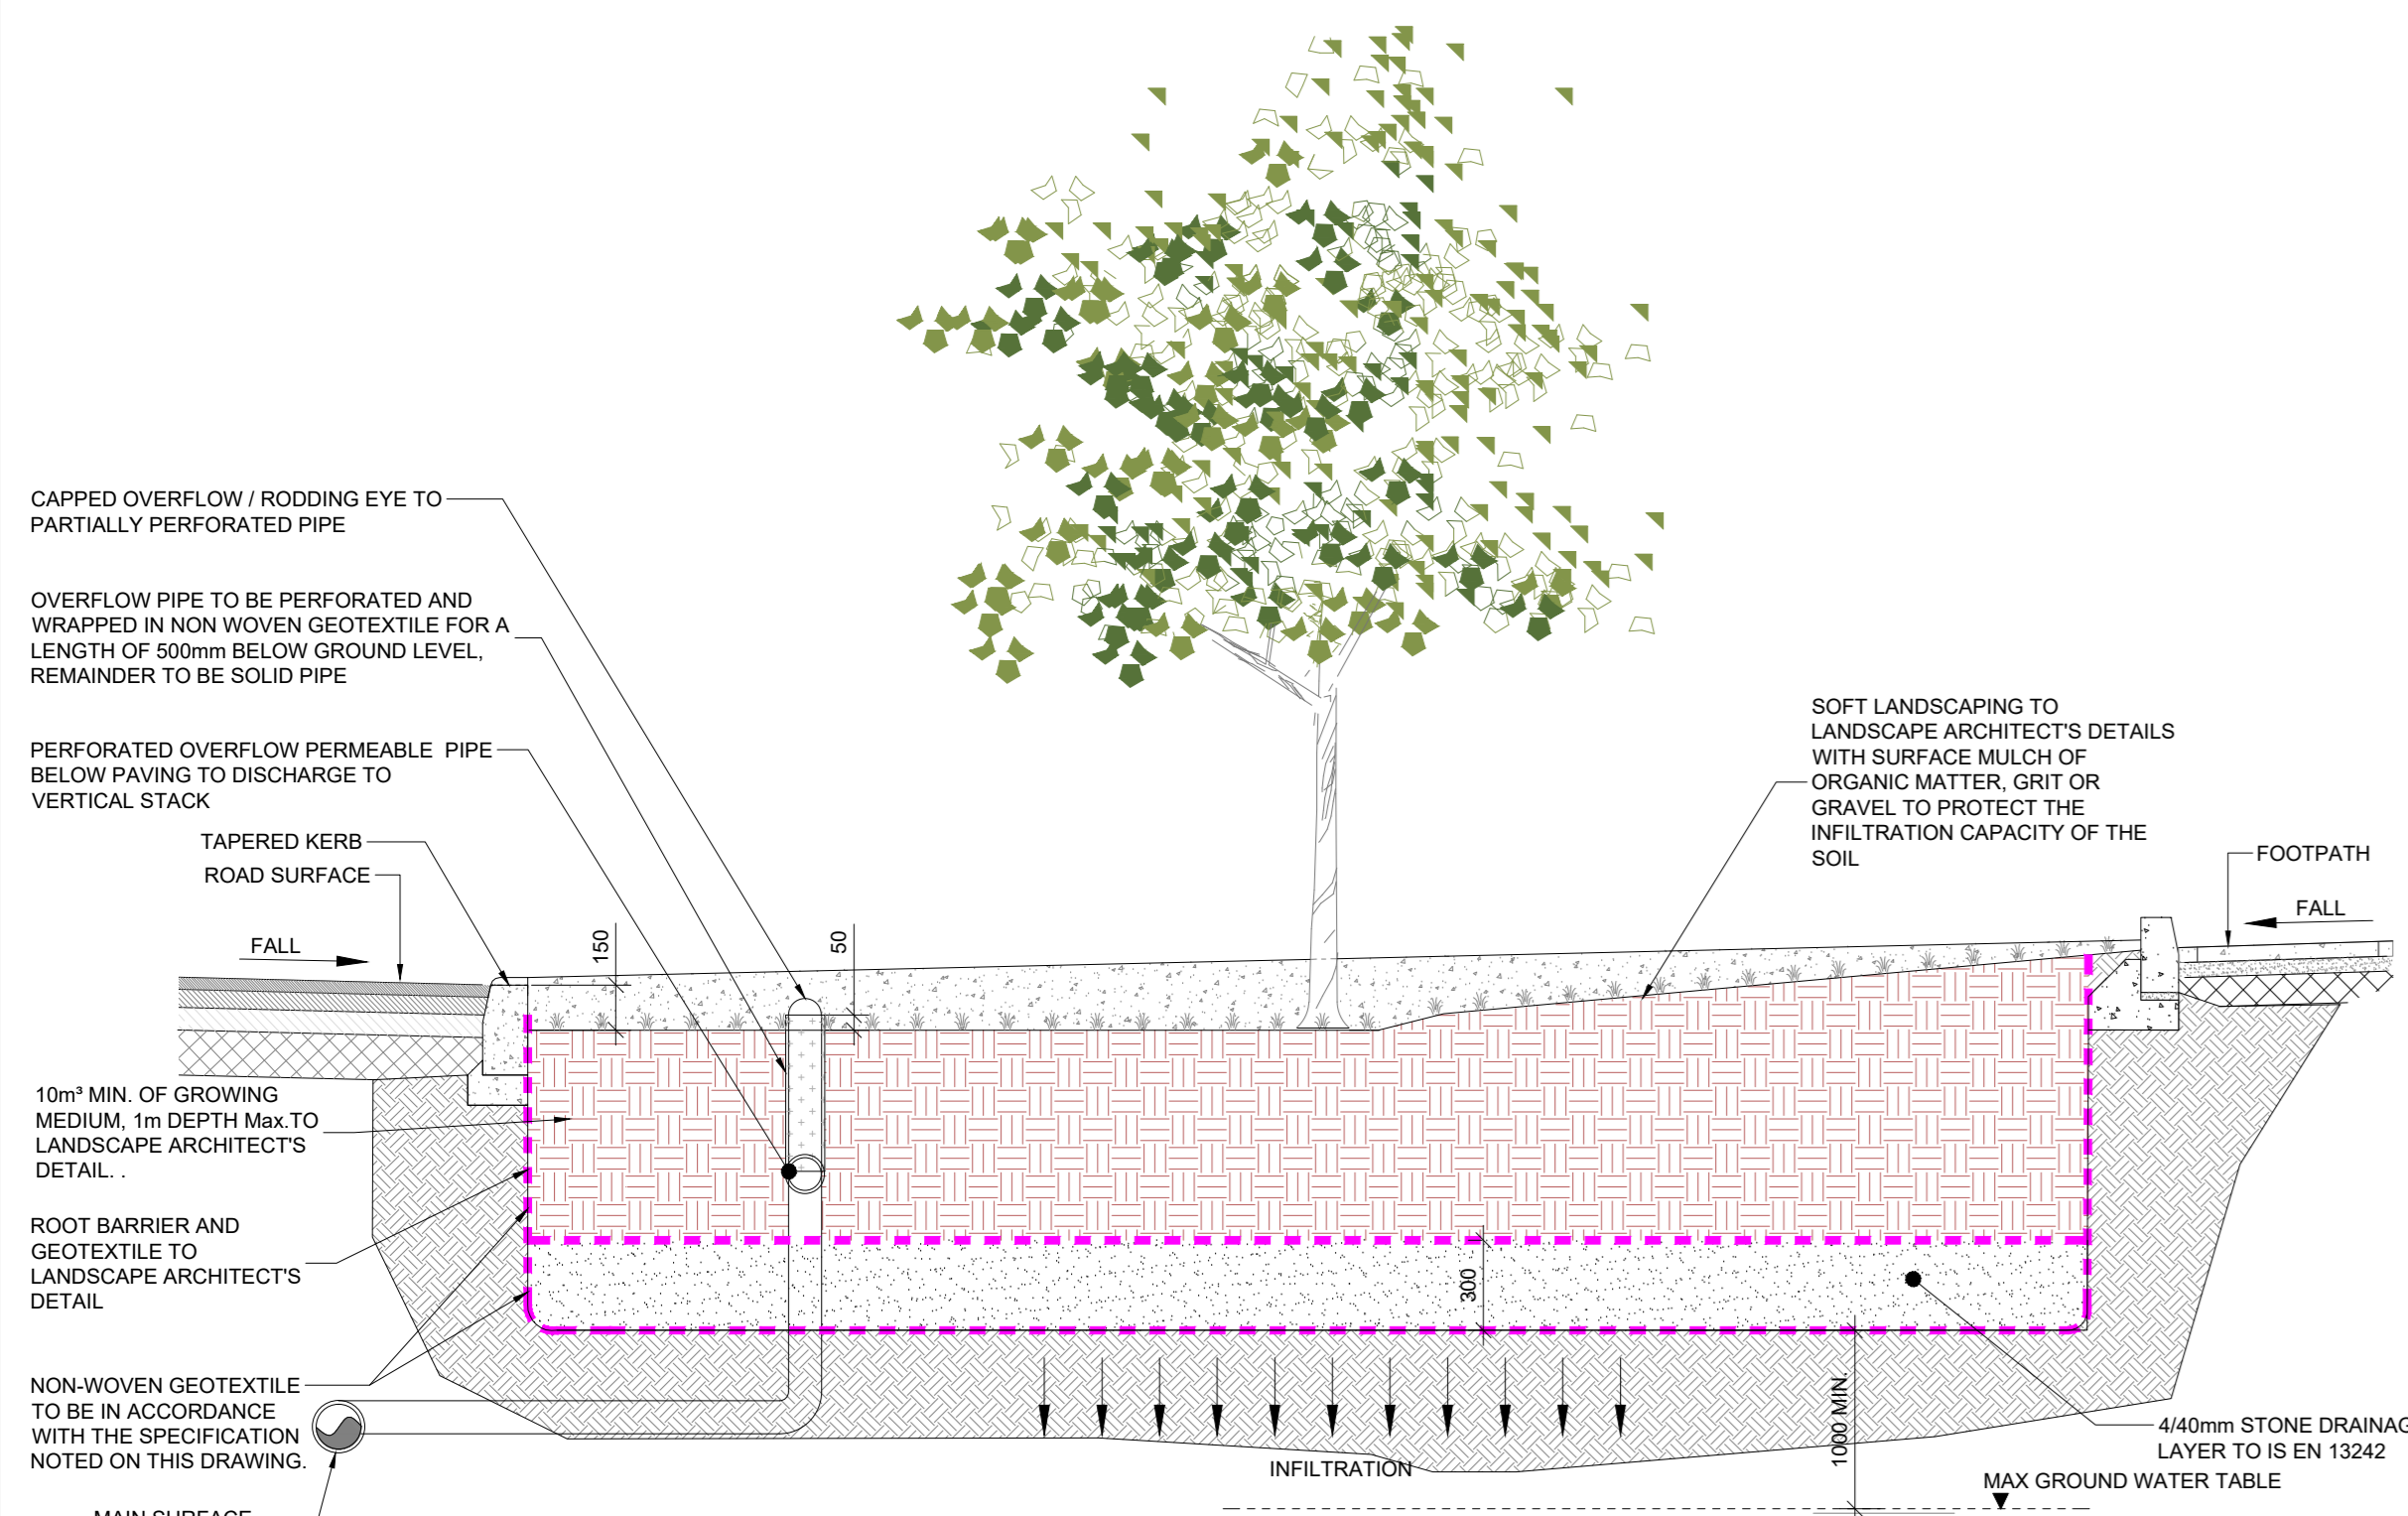 CAPPED OVERFLOW / RODDING EYE TO
PARTIALLY PERFORATED PIPE
OVERFLOW PIPE TO BE PERFORATED AND
WRAPPED IN NON WOVEN GEOTEXTILE FOR A
LENGTH OF 500mm BELOW GROUND LEVEL,
REMAINDER TO BE SOLID PIPE
PERFORATED OVERFLOW PERMEABLE PIPE
BELOW PAVING TO DISCHARGE TO
VERTICAL STACK
TAPERED KERB
ROAD SURFACE
FALL
150
50
SOFT LANDSCAPING TO
LANDSCAPE ARCHITECT'S DETAILS
WITH SURFACE MULCH OF
ORGANIC MATTER, GRIT OR
GRAVEL TO PROTECT THE
INFILTRATION CAPACITY OF THE
SOIL
FOOTPATH
FALL
10m³ MIN. OF GROWING
MEDIUM, 1m DEPTH Max.TO
LANDSCAPE ARCHITECT'S
DETAIL. .
ROOT BARRIER AND
GEOTEXTILE TO
LANDSCAPE ARCHITECT'S
DETAIL
300
NON-WOVEN GEOTEXTILE
TO BE IN ACCORDANCE
WITH THE SPECIFICATION
NOTED ON THIS DRAWING.
1000 MIN.
4/40mm STONE DRAINAG
LAYER TO IS EN 13242
INFILTRATION
MAX GROUND WATER TABLE
MAIN SURFACE